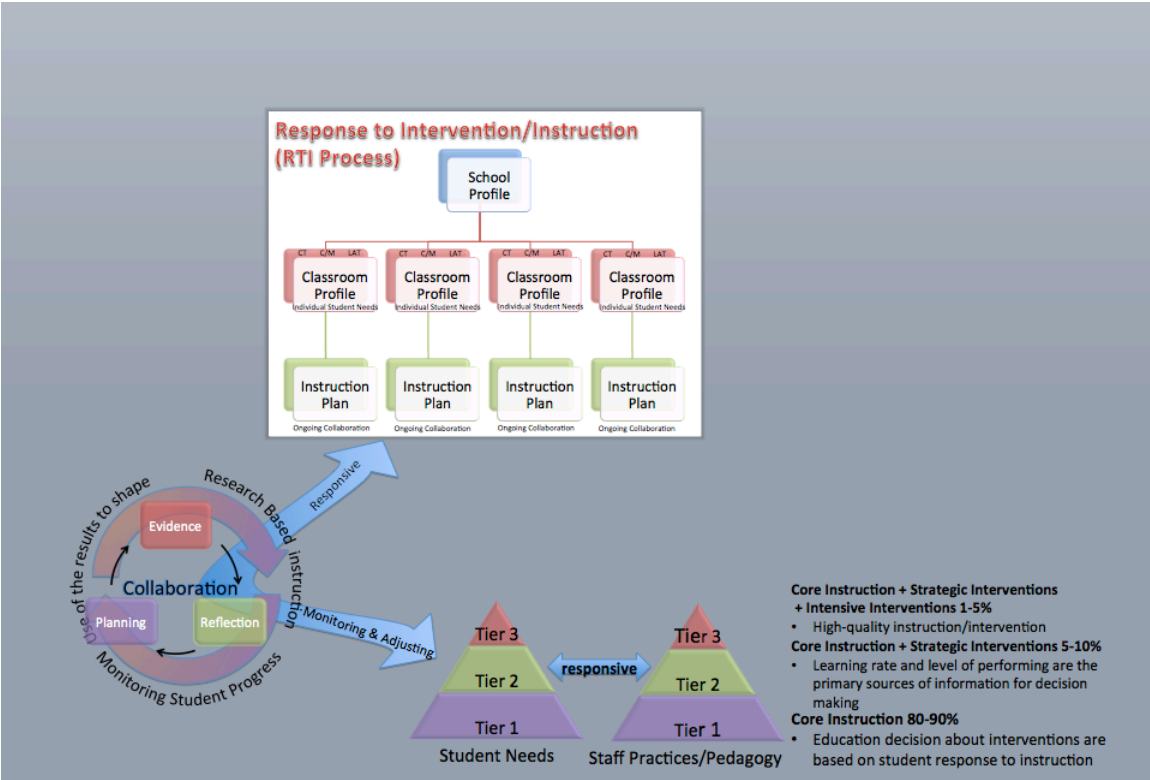 Response to Intervention/Instruction
(RTI Process)
School
Profile
CT C/M LAT
Classroom
Profile
Individual Student Needs
CT C/M LAT
Classroom
Profile
Individual Student Needs
CT C/M LAT
Classroom
Profile
Individual Student Needs
CT C/M LAT
Classroom
Profile
Individual Student Needs
Instruction
Plan
Ongoing Collaboration
Instruction
Plan
Ongoing Collaboration
Instruction
Plan
Ongoing Collaboration
Instruction
Plan
Ongoing Collaboration
Responsive
Use of the results to shape
Research Based instruction
Monitoring Student Progress
Evidence
Collaboration
Planning
Reflection
Monitoring & Adjusting
Tier 3
Tier 2
Tier 1
Student Needs
responsive
Tier 3
Tier 2
Tier 1
Staff Practices/Pedagogy
Core Instruction + Strategic Interventions
+ Intensive Interventions 1-5%
• High-quality instruction/intervention
Core Instruction + Strategic Interventions 5-10%
• Learning rate and level of performing are the
primary sources of information for decision
making
Core Instruction 80-90%
• Education decision about interventions are
based on student response to instruction